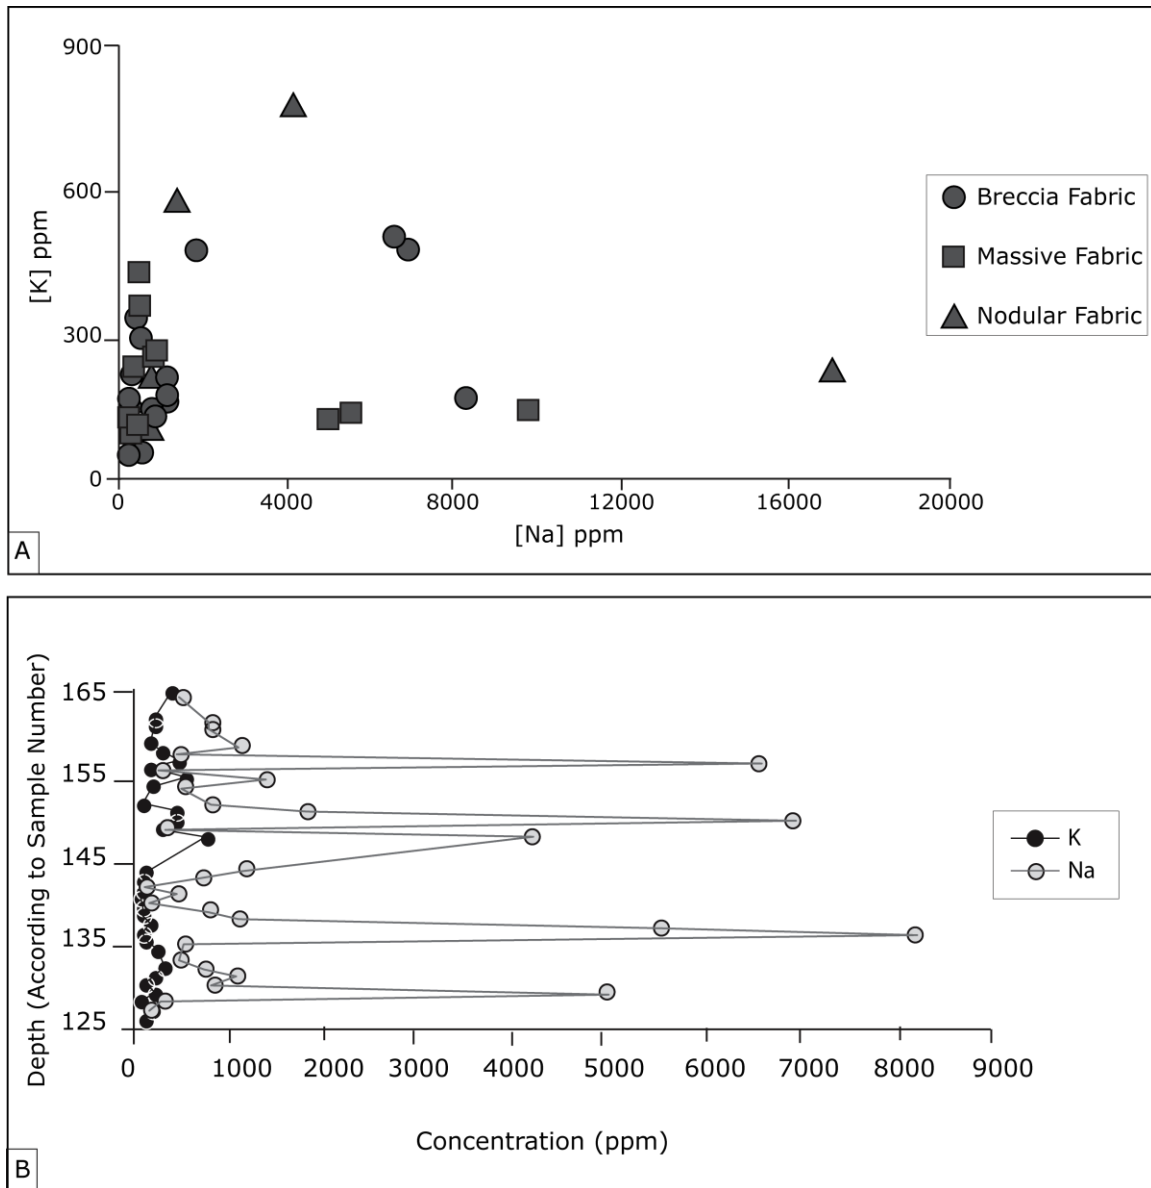 900
600
300
0
[K] ppm
0
4000
8000
12000
16000
20000
[Na] ppm
Breccia Fabric
Massive Fabric
Nodular Fabric
A
Depth (According to Sample Number)
165
155
145
135
125
0
1000
2000
3000
4000
5000
6000
7000
8000
9000
Concentration (ppm)
K
Na
B